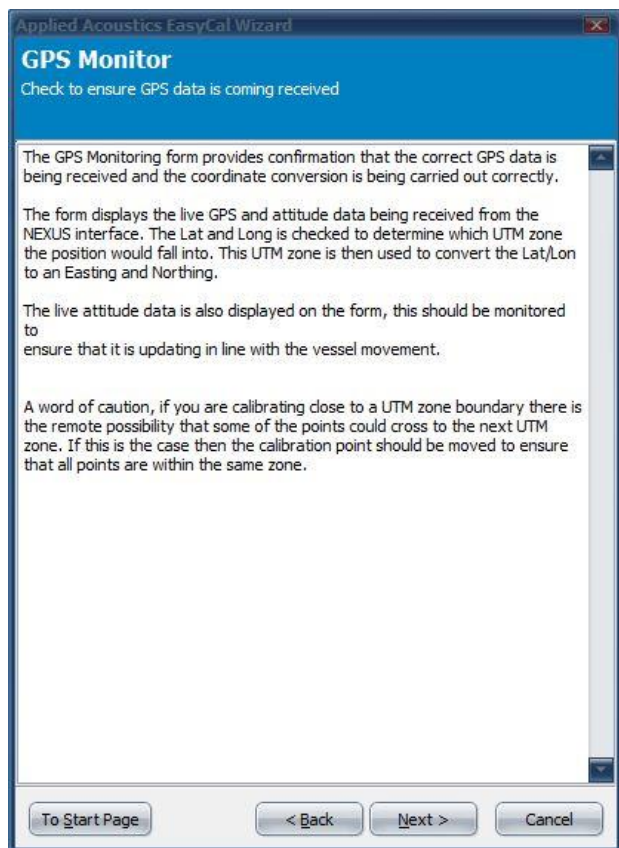 Applied Acoustics EasyCal Wizard
GPS Monitor
Check to ensure GPS data is coming received
The GPS Monitoring form provides confirmation that the correct GPS data is
being received and the coordinate conversion is being carried out correctly.
The form displays the live GPS and attitude data being received from the
NEXUS interface. The Lat and Long is checked to determine which UTM zone
the position would fall into. This UTM zone is then used to convert the Lat/Lon
to an Easting and Northing.
The live attitude data is also displayed on the form, this should be monitored
to
ensure that it is updating in line with the vessel movement.
A word of caution, if you are calibrating close to a UTM zone boundary there is
the remote possibility that some of the points could cross to the next UTM
zone. If this is the case then the calibration point should be moved to ensure
that all points are within the same zone.
To Start Page
< Back
Next >
Cancel